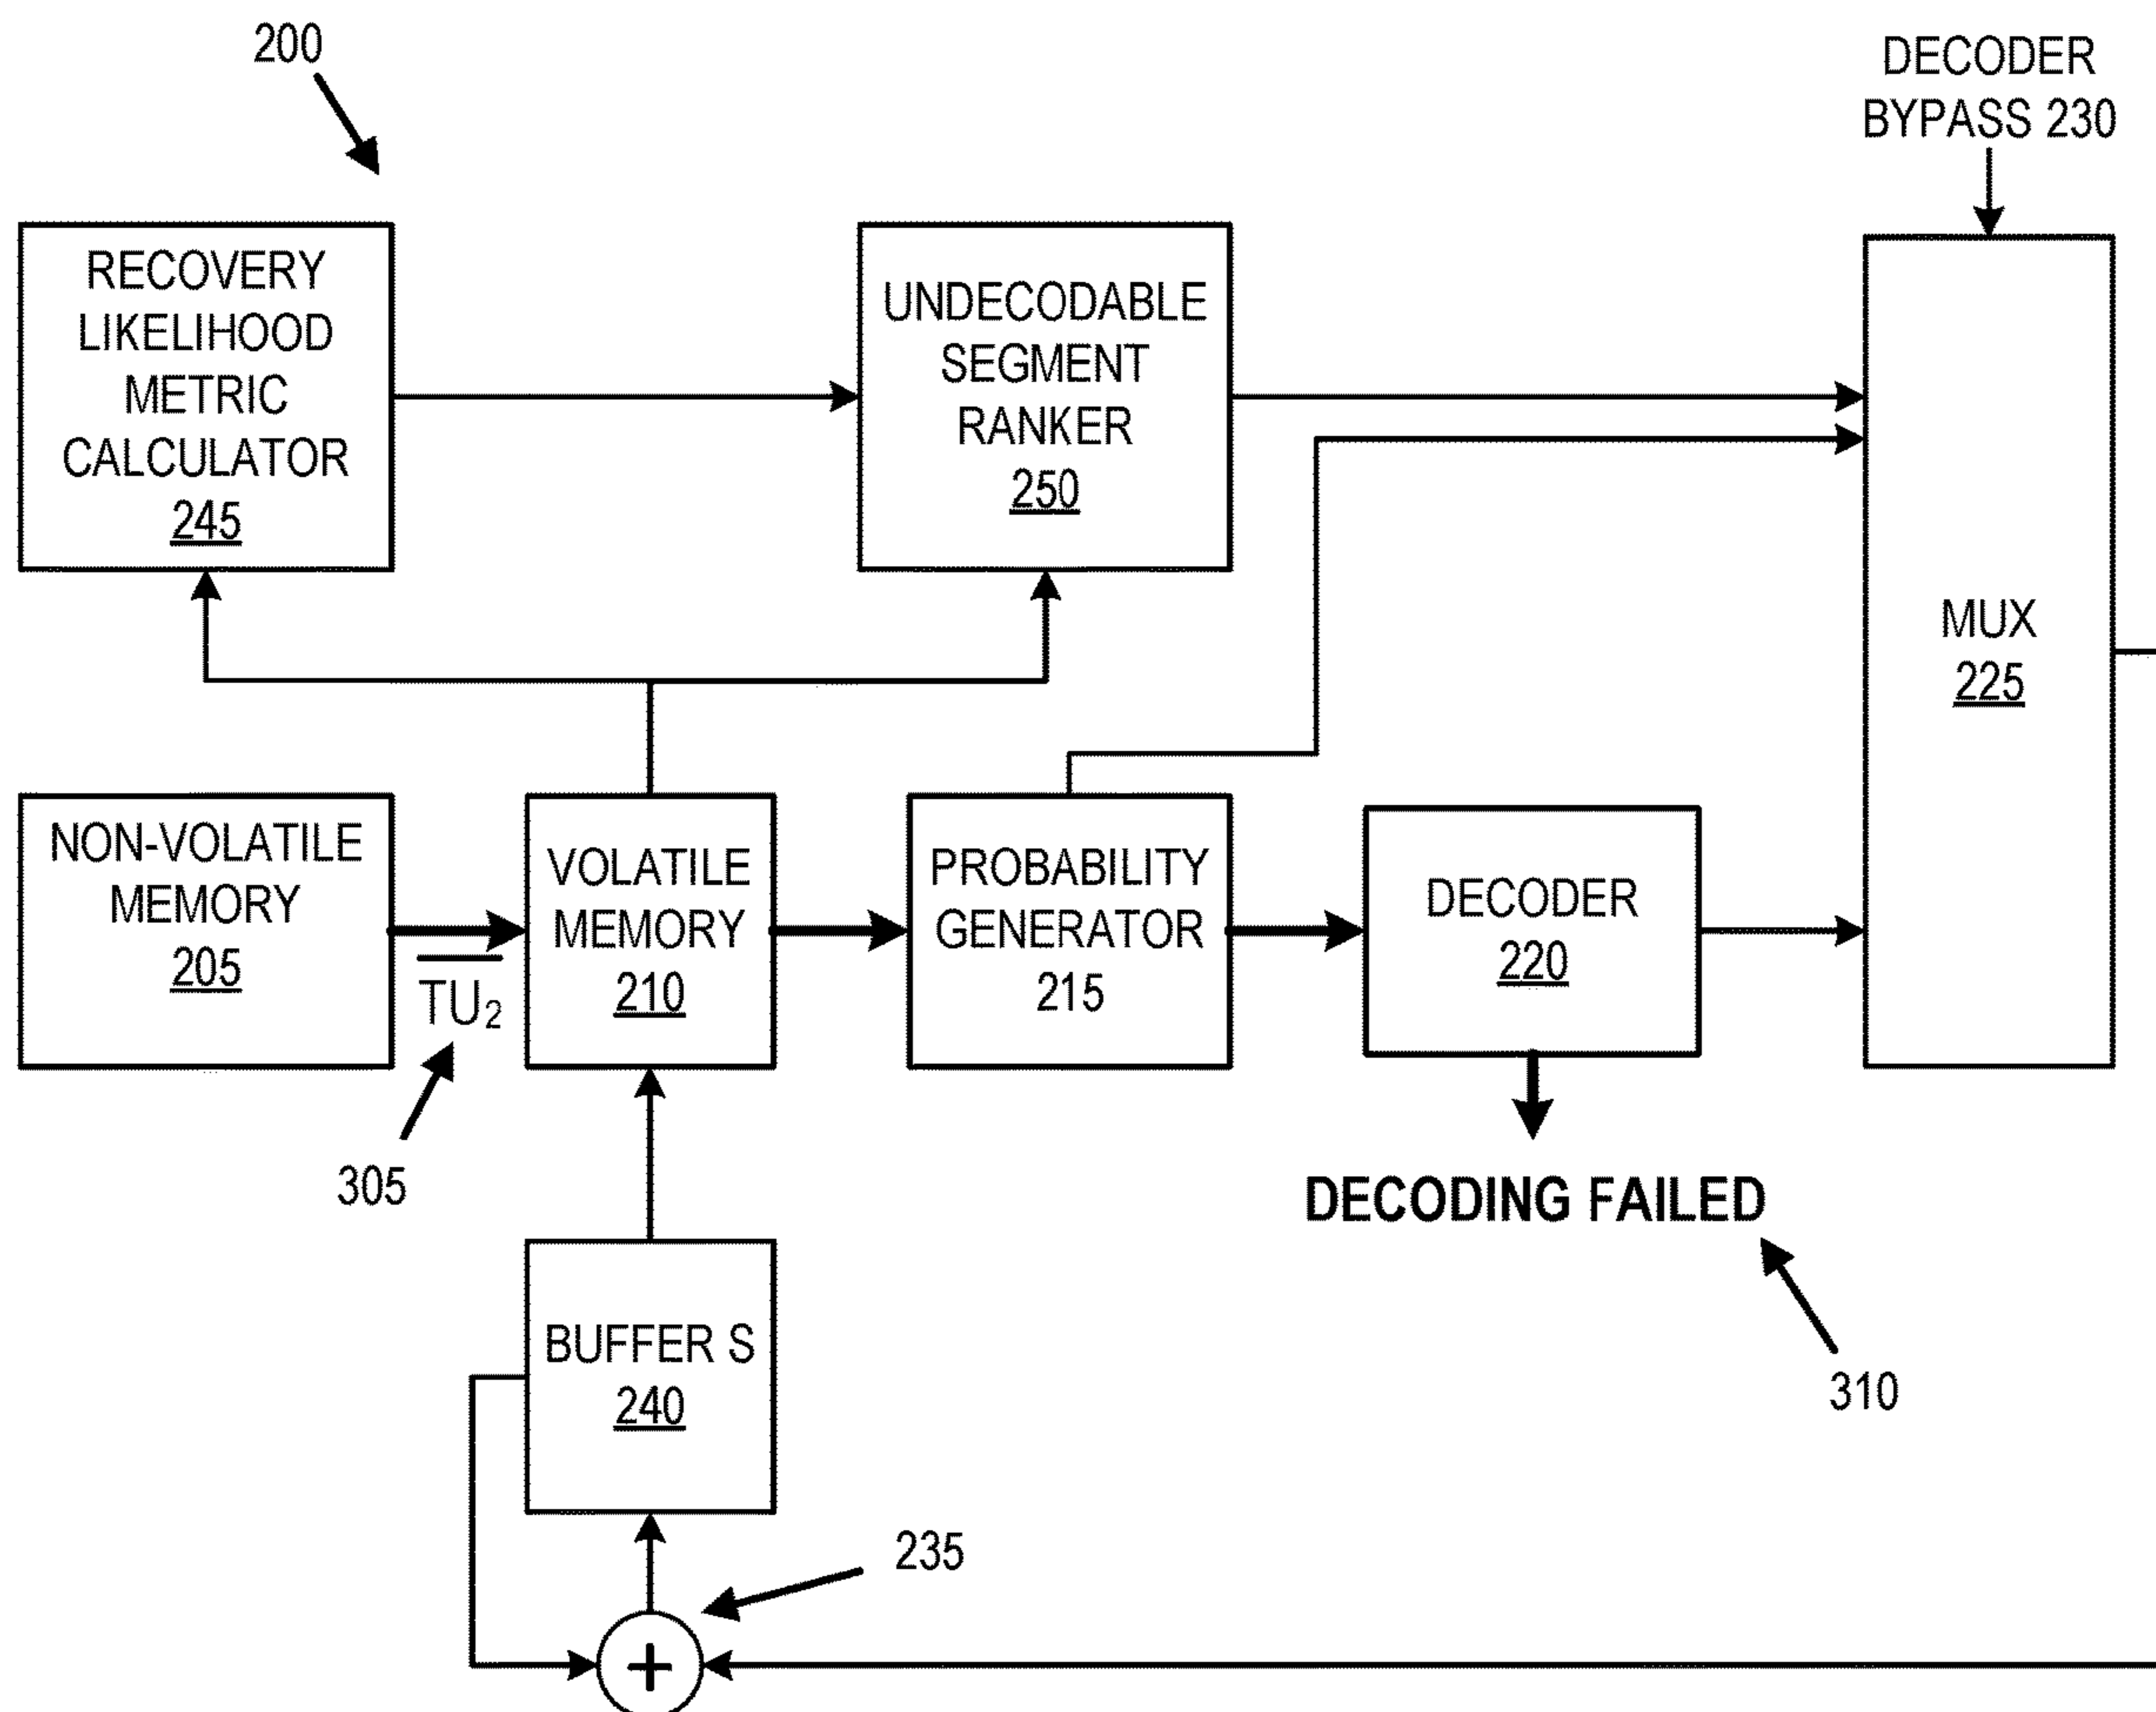 200
DECODER
BYPASS 230
RECOVERY
LIKELIHOOD
METRIC
CALCULATOR
245
UNDECODABLE
SEGMENT
RANKER
250
MUX
225
NON-VOLATILE
MEMORY
205
TU₂
305
VOLATILE
MEMORY
210
PROBABILITY
GENERATOR
215
DECODER
220
DECODING FAILED
310
BUFFER S
240
235
+